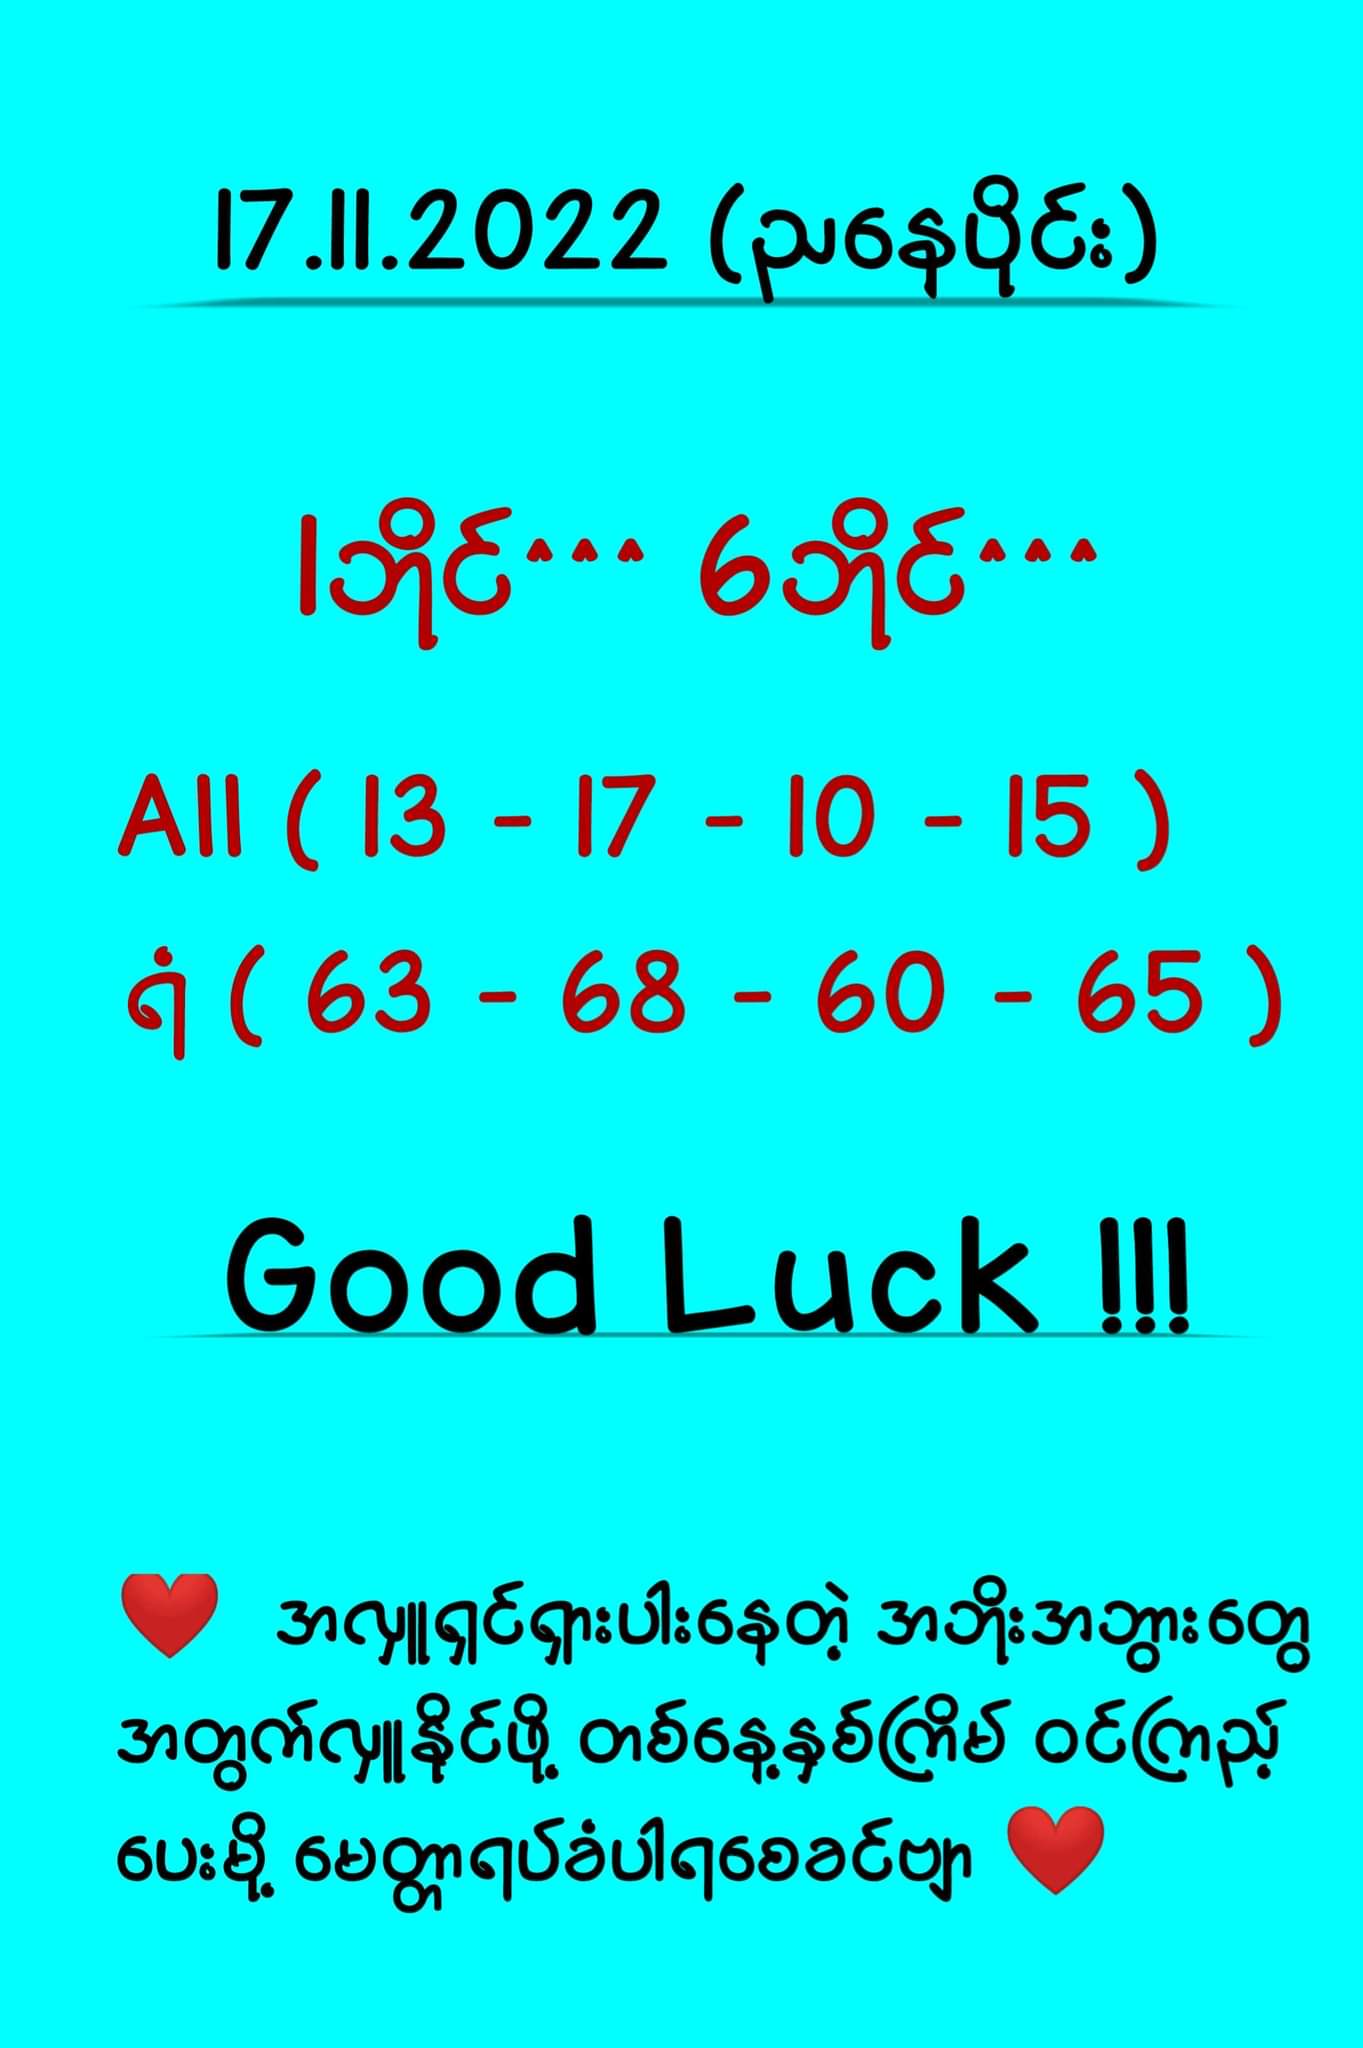 17.11.2022 (ညနေပိုင်း)
1ဘိုင်^^^ 6ဘိုင်^^^
All ( 13 - 17 - 10 - 15 )
ရံ ( 63 - 68 - 60 - 65 )
Good Luck !!!
❤️ အလှူရှင်ရှားပါးနေတဲ့ အဘိုးအဘွားတွေ
အတွက်လှူနိုင်ဖို့ တစ်နေ့နှစ်ကြိမ် ဝင်ကြည့်
ပေးဖို့ မေတ္တာရပ်ခံပါရစေခင်ဗျာ ❤️